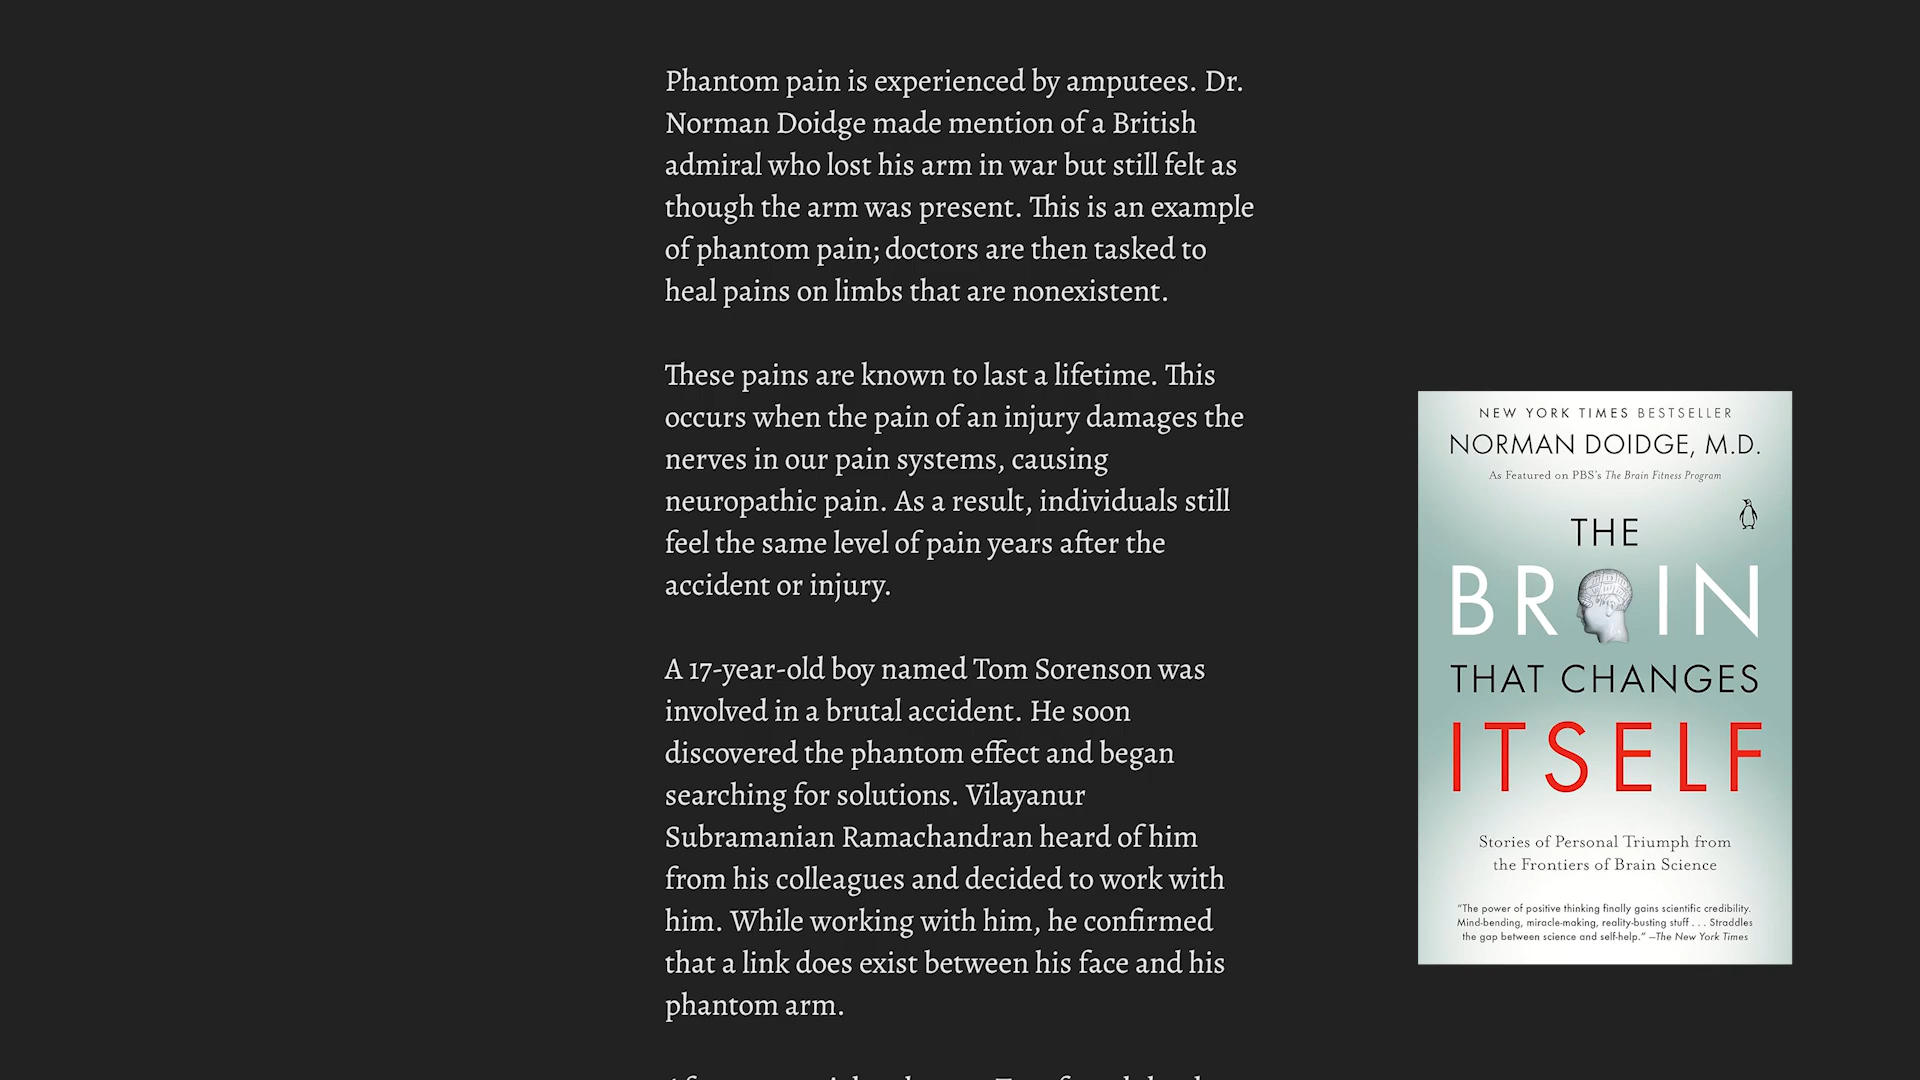 Phantom pain is experienced by amputees. Dr.
Norman Doidge made mention of a British
admiral who lost his arm in war but still felt as
though the arm was present. This is an example
of phantom pain; doctors are then tasked to
heal pains on limbs that are nonexistent.
These pains are known to last a lifetime. This
occurs when the pain of an injury damages the
nerves in our pain systems, causing
neuropathic pain. As a result, individuals still
feel the same level of pain years after the
accident or injury.
A 17-year-old boy named Tom Sorenson was
involved in a brutal accident. He soon
discovered the phantom effect and began
searching for solutions. Vilayanur
Subramanian Ramachandran heard of him
from his colleagues and decided to work with
him. While working with him, he confirmed
that a link does exist between his face and his
phantom arm.
NEW YORK TIMES BESTSELLER
NORMAN DOIDGE, M.D.
As Featured on PBS's The Brain Fitness Program
THE
BRAIN
THAT CHANGES
ITSELF
Stories of Personal Triumph from
the Frontiers of Brain Science
"The power of positive thinking finally gains scientific credibility.
Mind-bending, miracle-making, reality-busting stuff . . . Straddles
the gap between science and self-help." —The New York Times